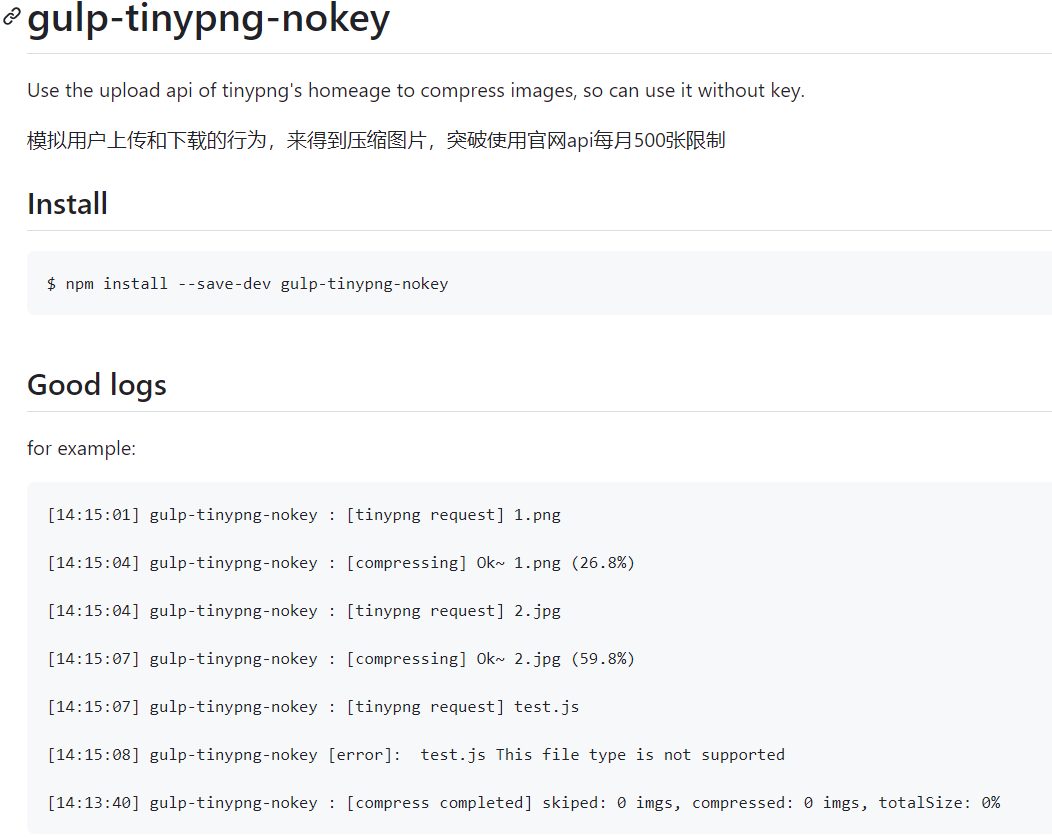 gulp-tinypng-nokey
Use the upload api of tinypng's homeage to compress images, so can use it without key.
模拟用户上传和下载的行为，来得到压缩图片，突破使用官网api每月500张限制
Install
$ npm install --save-dev gulp-tinypng-nokey
Good logs
for example:
[14:15:01] gulp-tinypng-nokey : [tinypng request] 1.png
[14:15:04] gulp-tinypng-nokey : [compressing] Ok~ 1.png (26.8%)
[14:15:04] gulp-tinypng-nokey : [tinypng request] 2.jpg
[14:15:07] gulp-tinypng-nokey : [compressing] Ok~ 2.jpg (59.8%)
[14:15:07] gulp-tinypng-nokey : [tinypng request] test.js
[14:15:08] gulp-tinypng-nokey [error]:  test.js This file type is not supported
[14:13:40] gulp-tinypng-nokey : [compress completed] skiped: 0 imgs, compressed: 0 imgs, totalSize: 0%